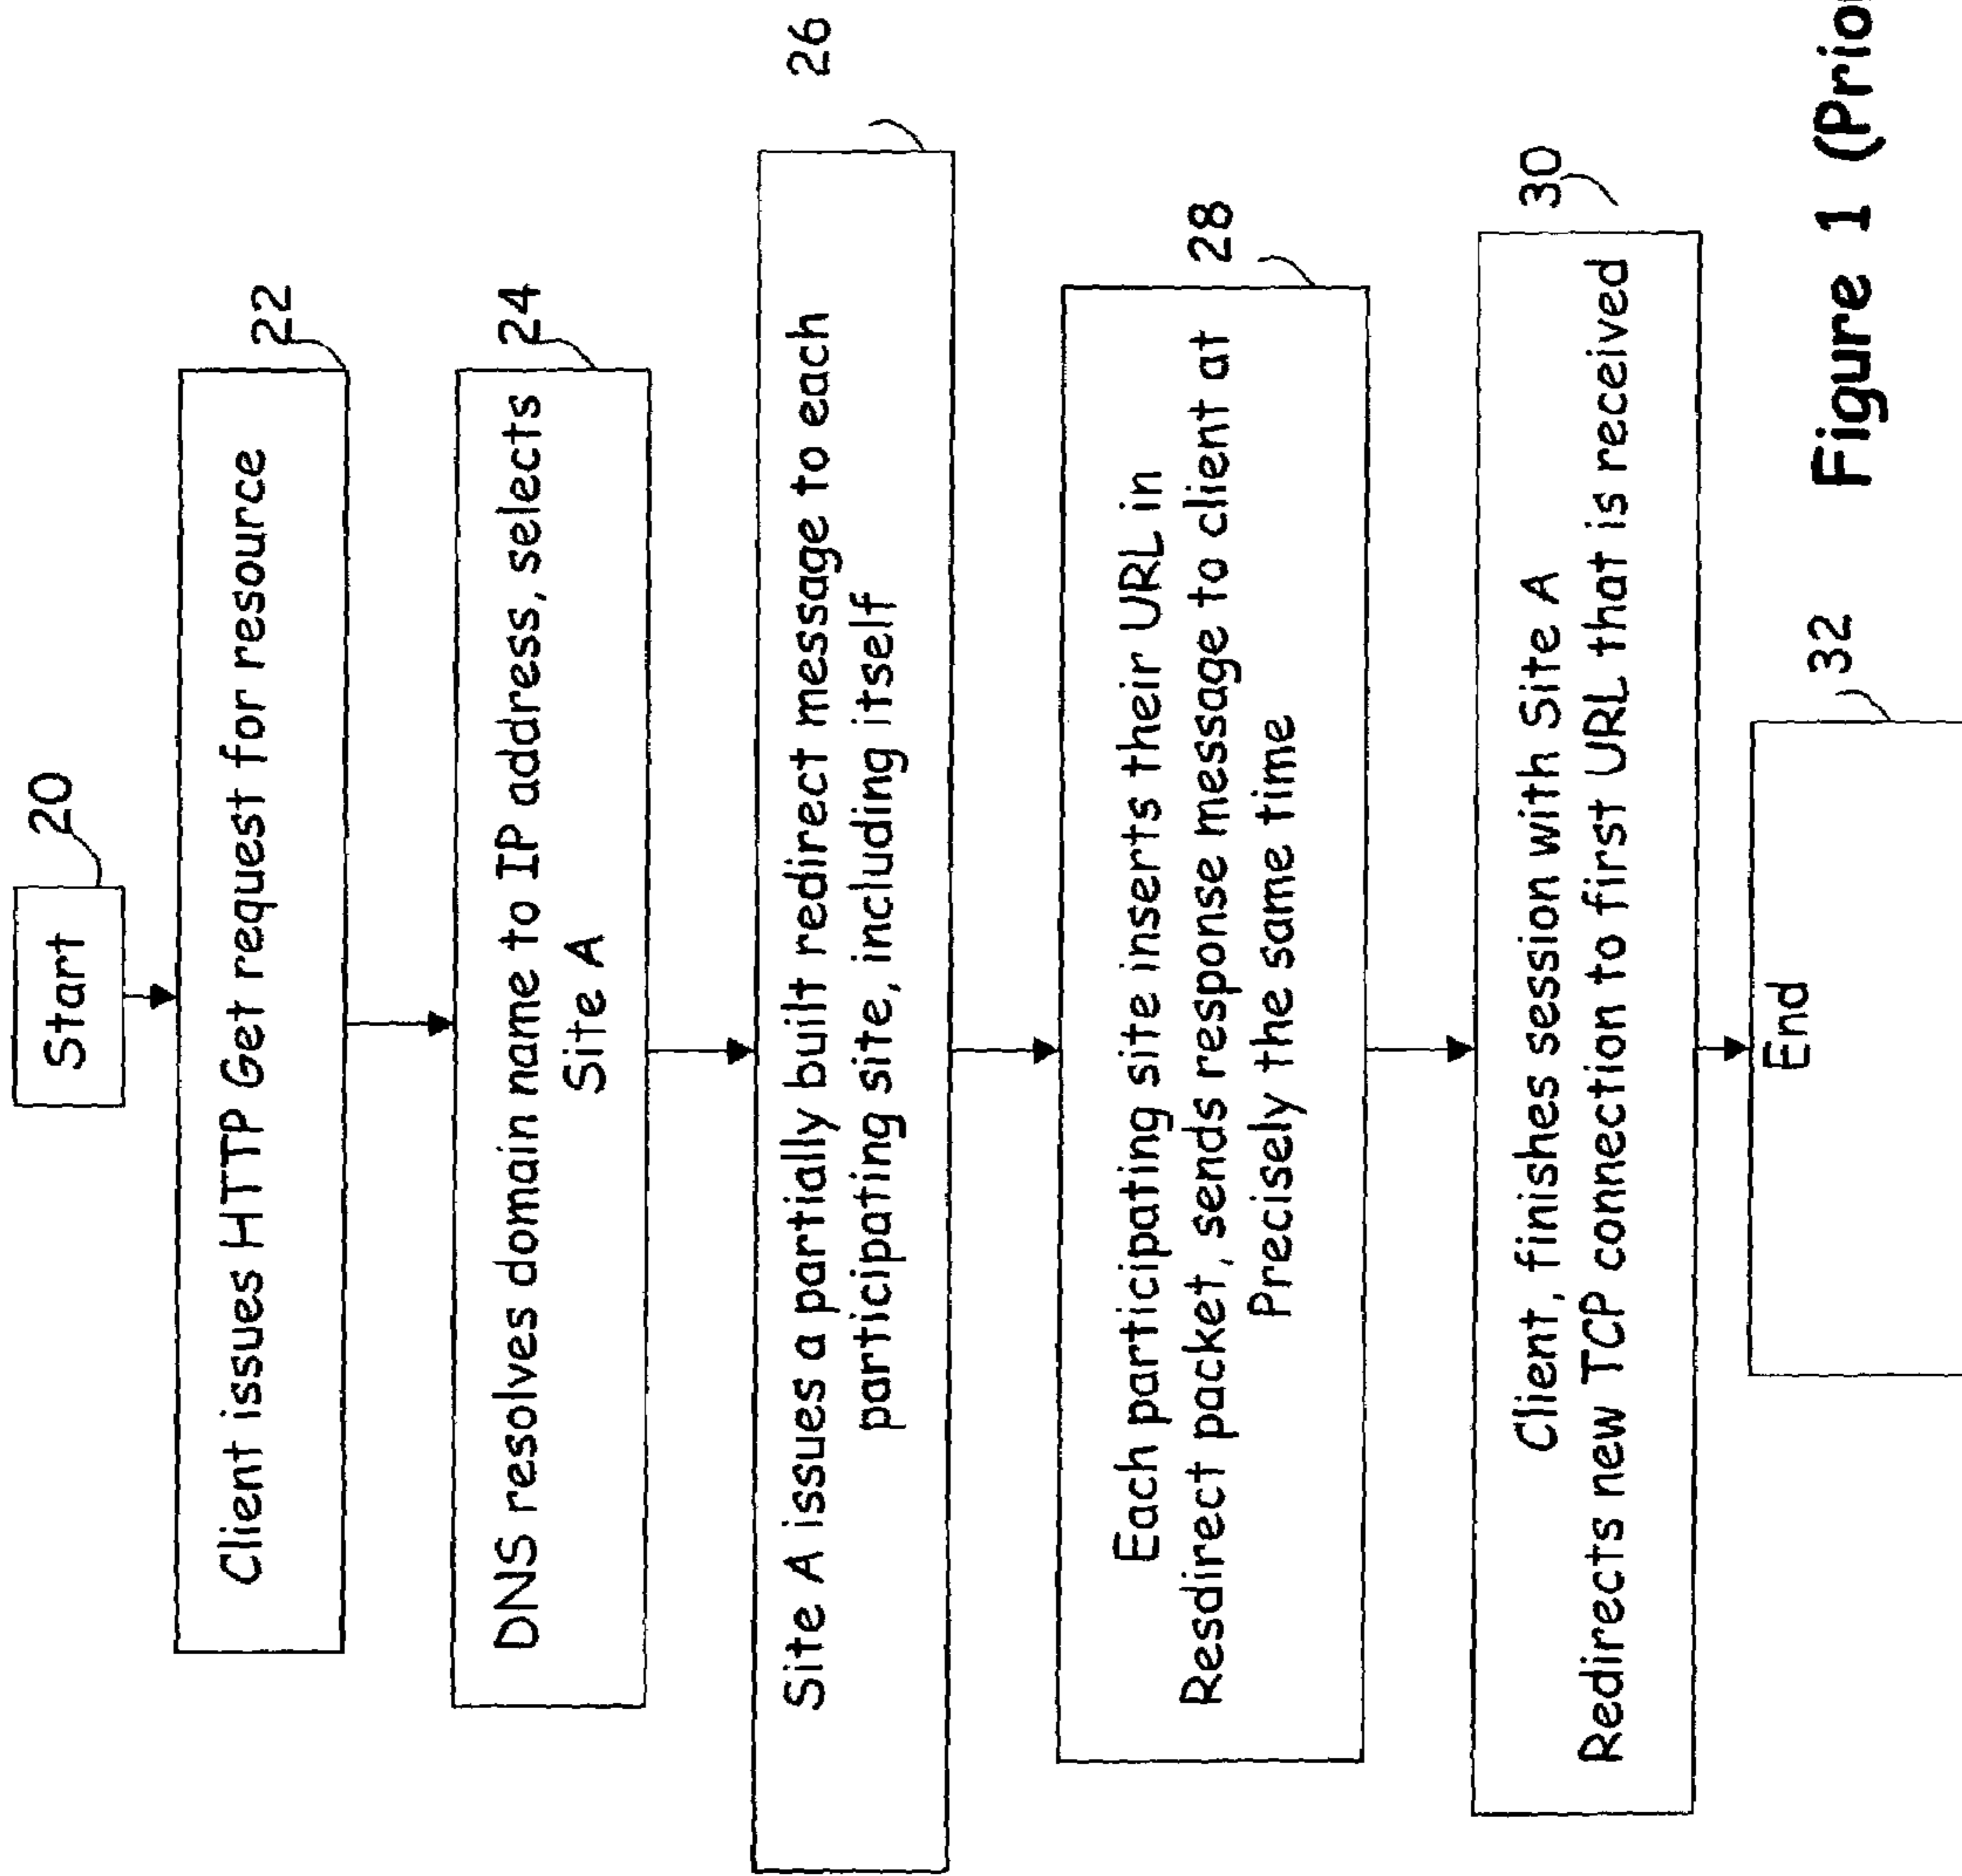 Start
20
Client issues HTTP Get request for resource
22
DNS resolves domain name to IP address, selects
Site A
24
Site A issues a partially built redirect message to each
participating site, including itself
26
Each participating site inserts their URL in
Resdirect packet, sends response message to client at
Precisely the same time
28
Client, finishes session with Site A
Redirects new TCP connection to first URL that is received
30
End
32
Figure 1 (Prio